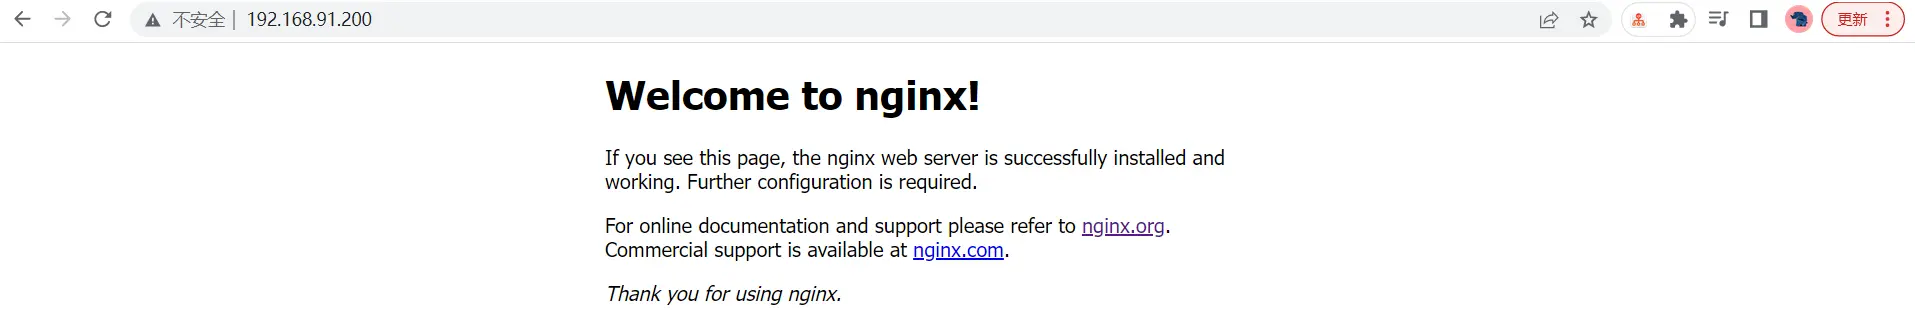 不安全 | 192.168.91.200
更新
Welcome to nginx!
If you see this page, the nginx web server is successfully installed and
working. Further configuration is required.
For online documentation and support please refer to nginx.org.
Commercial support is available at nginx.com.
Thank you for using nginx.